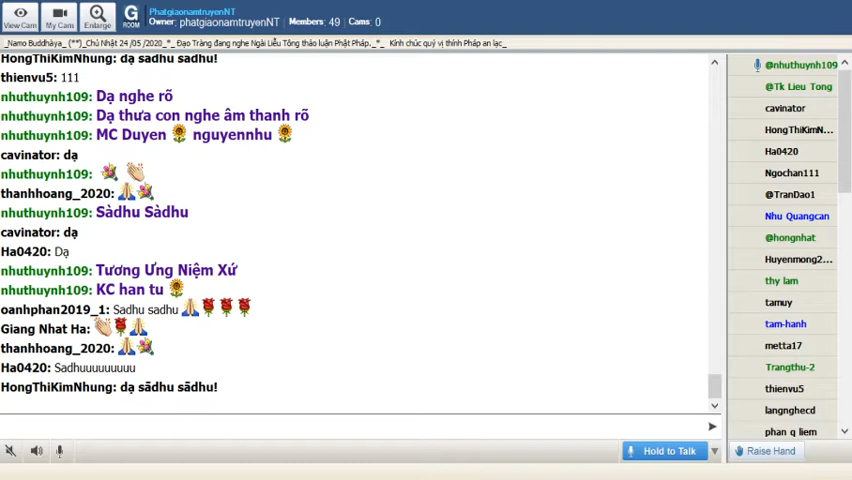 View Cam
My Cam
Enlarge
G
ROOM
PhatgiaonamtruyenNT
Owner: phatgiaonamtruyenNT Members: 49 Cams: 0
_Namo Buddhàya_ (**)_Chủ Nhật 24 /05 /2020_*_ Đạo Tràng đang nghe Ngài Liễu Tông thảo luận Phật Pháp._*_ Kính chúc quý vị thính Pháp an lạc_
HongThiKimNhung: dạ sadhu sadhu!
thienvu5: 111
nhuthuynh109: Dạ nghe rõ
nhuthuynh109: Dạ thưa con nghe âm thanh rõ
nhuthuynh109: MC Duyen nguyennhu
cavinator: dạ
nhuthuynh109:
thanhhoang_2020:
nhuthuynh109: Sàdhu Sàdhu
cavinator: dạ
Ha0420: Dạ
nhuthuynh109: Tương Ưng Niệm Xứ
nhuthuynh109: KC han tu
oanhphan2019_1: Sadhu sadhu
Giang Nhat Ha:
thanhhoang_2020:
Ha0420: Sadhuuuuuuuuu
HongThiKimNhung: dạ sādhu sādhu!
@nhuthuynh109
@Tk Lieu Tong
cavinator
HongThiKimN...
Ha0420
Ngochan111
@TranDao1
Nhu Quangcan
@hongnhat
Huyenmong2...
thy lam
tamuy
tam-hanh
metta17
Trangthu-2
thienvu5
langnghecd
phan q liem
Hold to Talk
Raise Hand